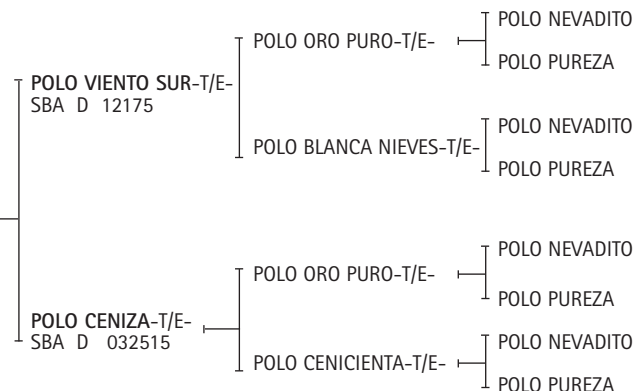 POLO NEVADITO
POLO ORO PURO-T/E-
POLO PUREZA
POLO VIENTO SUR-T/E-
SBA D 12175
POLO NEVADITO
POLO BLANCA NIEVES-T/E-
POLO PUREZA
POLO NEVADITO
POLO ORO PURO-T/E-
POLO PUREZA
POLO CENIZA-T/E-
SBA D 032515
POLO NEVADITO
POLO CENICIENTA-T/E-
POLO PUREZA